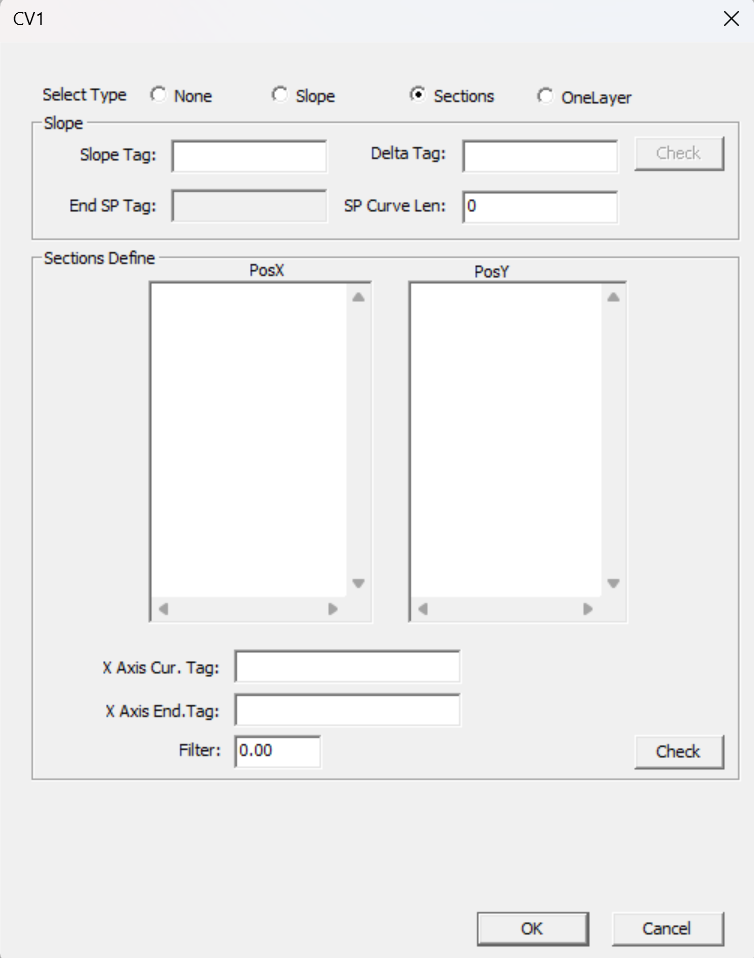 CV1
Select Type None Slope Sections OneLayer
Slope
Slope Tag: Delta Tag: Check
End SP Tag: SP Curve Len: 0
Sections Define
PosX PosY
X Axis Cur. Tag:
X Axis End.Tag:
Filter: 0.00 Check
OK Cancel